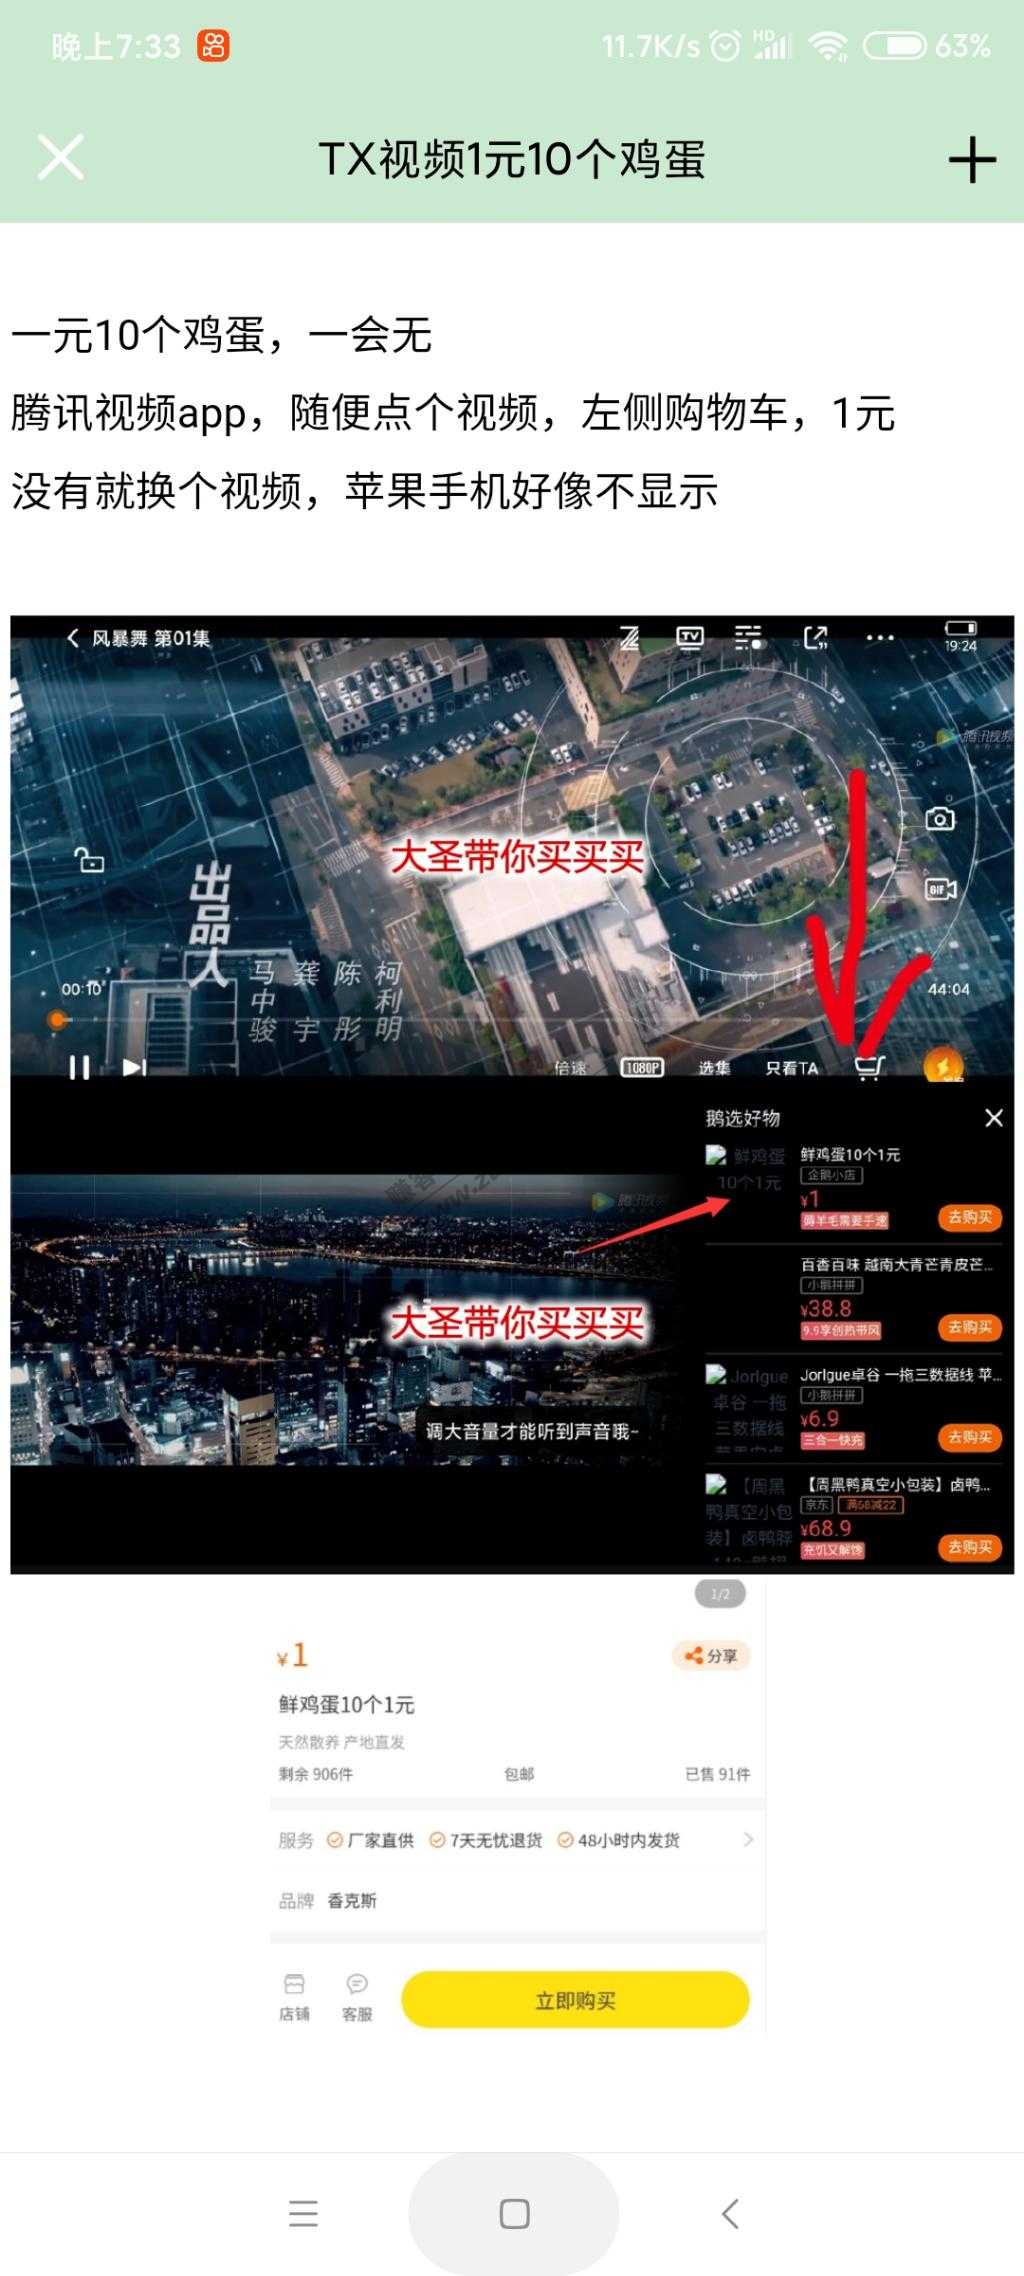 晚上7:33
11.7K/s
HD
63%
TX视频1元10个鸡蛋
一元10个鸡蛋，一会无
腾讯视频app，随便点个视频，左侧购物车，1元
没有就换个视频，苹果手机好像不显示
风暴舞 第01集
TV
19:24
腾讯视频
大圣带你买买买
GIF
出品人
马中骏
龚宇
陈彤
柯利明
00:10
44:04
倍速
1080P
选集
只看TA
鹅选好物
鲜鸡蛋
10个1元
鲜鸡蛋10个1元
企鹅小店
¥1
薅羊毛需要手速
去购买
腾讯视频
百香百味 越南大青芒青皮芒...
小鹅拼拼
¥38.8
9.9享创热带风
去购买
大圣带你买买买
Jorlgue
卓谷 一拖
三数据线
Jorlgue卓谷 一拖三数据线 苹...
小鹅拼拼
¥6.9
三合一快充
去购买
调大音量才能听到声音哦~
【周黑
鸭真空小包
装】卤鸭脖
【周黑鸭真空小包装】卤鸭...
京东
满68减22
¥68.9
充饥又解馋
去购买
1/2
¥1
分享
鲜鸡蛋10个1元
天然散养 产地直发
剩余 906件
包邮
已售 91件
服务
厂家直供
7天无忧退货
48小时内发货
品牌
香克斯
店铺
客服
立即购买